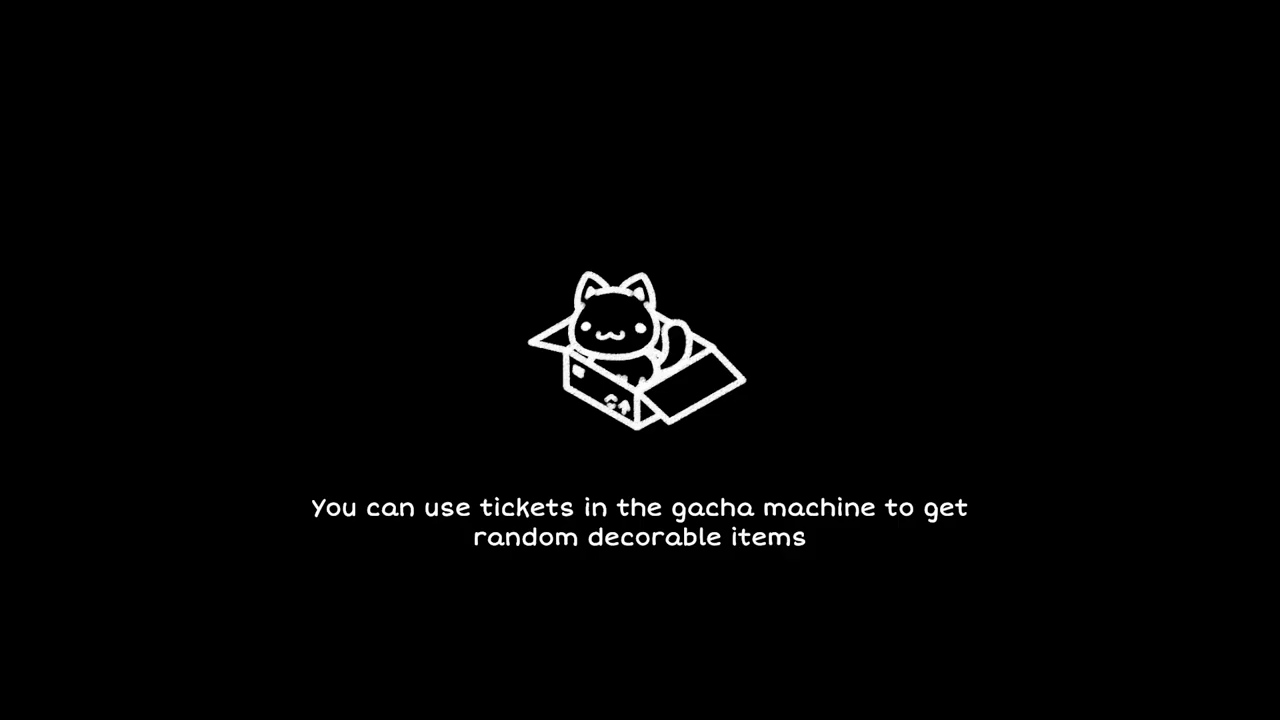 You can use tickets in the gacha machine to get
random decorable items